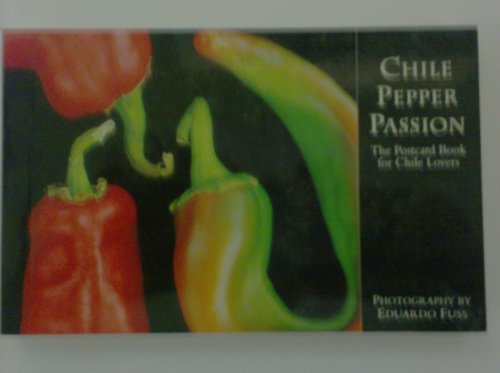 CHILE
PEPPER
PASSION
The Postcard Book
for Chile Lovers
PHOTOGRAPHY BY
EDUARDO FUSS